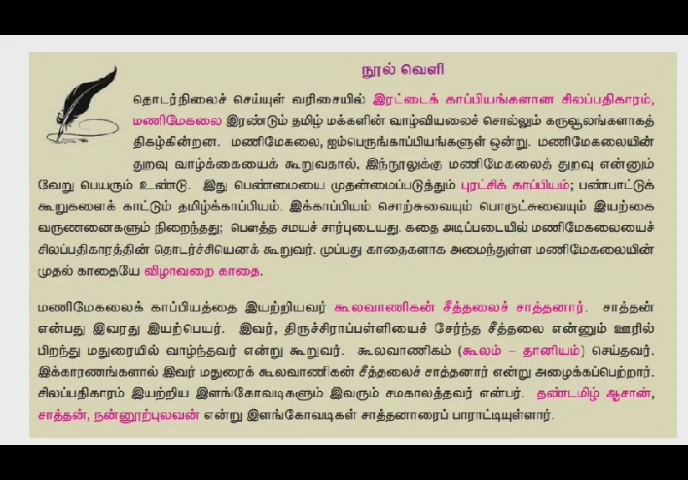 நூல் வெளி
தொடர்நிலைச் செய்யுள் வரிசையில் இரட்டைக் காப்பியங்களான சிலப்பதிகாரம்,
மணிமேகலை இரண்டும் தமிழ் மக்களின் வாழ்வியலைச் சொல்லும் கருவூலங்களாகத்
திகழ்கின்றன. மணிமேகலை, ஐம்பெருங்காப்பியங்களுள் ஒன்று. மணிமேகலையின்
துறவு வாழ்க்கையைக் கூறுவதால், இந்நூலுக்கு மணிமேகலைத் துறவு என்னும்
வேறு பெயரும் உண்டு. இது பெண்மையை முதன்மைப்படுத்தும் புரட்சிக் காப்பியம்; பண்பாட்டுக்
கூறுகளைக் காட்டும் தமிழ்க்காப்பியம். இக்காப்பியம் சொற்சுவையும் பொருட்சுவையும் இயற்கை
வருணனைகளும் நிறைந்தது; பௌத்த சமயச் சார்புடையது. கதை அடிப்படையில் மணிமேகலையைச்
சிலப்பதிகாரத்தின் தொடர்ச்சியெனக் கூறுவர். முப்பது காதைகளாக அமைந்துள்ள மணிமேகலையின்
முதல் காதையே விழாவறை காதை.
மணிமேகலைக் காப்பியத்தை இயற்றியவர் கூலவாணிகன் சீத்தலைச் சாத்தனார். சாத்தன்
என்பது இவரது இயற்பெயர். இவர், திருச்சிராப்பள்ளியைச் சேர்ந்த சீத்தலை என்னும் ஊரில்
பிறந்து மதுரையில் வாழ்ந்தவர் என்று கூறுவர். கூலவாணிகம் (கூலம் – தானியம்) செய்தவர்.
இக்காரணங்களால் இவர் மதுரைக் கூலவாணிகன் சீத்தலைச் சாத்தனார் என்று அழைக்கப்பெற்றார்.
சிலப்பதிகாரம் இயற்றிய இளங்கோவடிகளும் இவரும் சமகாலத்தவர் என்பர். தண்டமிழ் ஆசான்,
சாத்தன், நன்னூற்புலவன் என்று இளங்கோவடிகள் சாத்தனாரைப் பாராட்டியுள்ளார்.